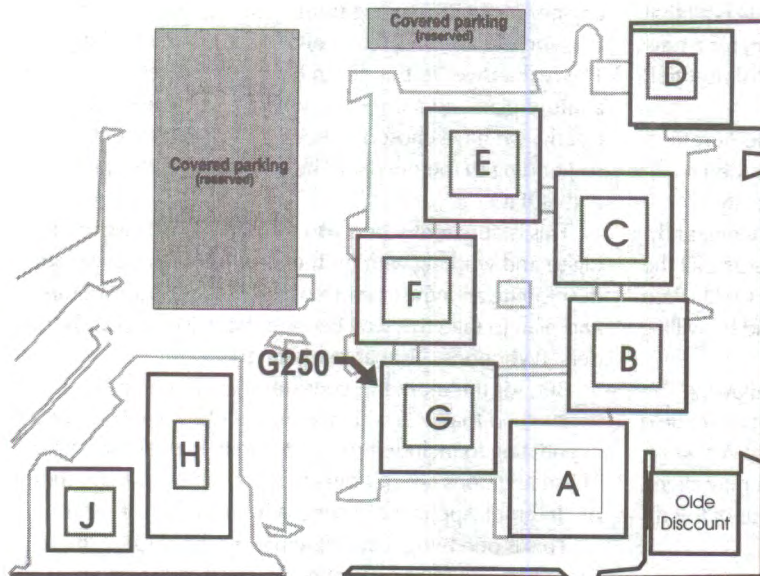 Covered parking
(reserved)
D
Covered parking
(reserved)
E
C
F
G250
B
G
H
A
J
Olde
Discount